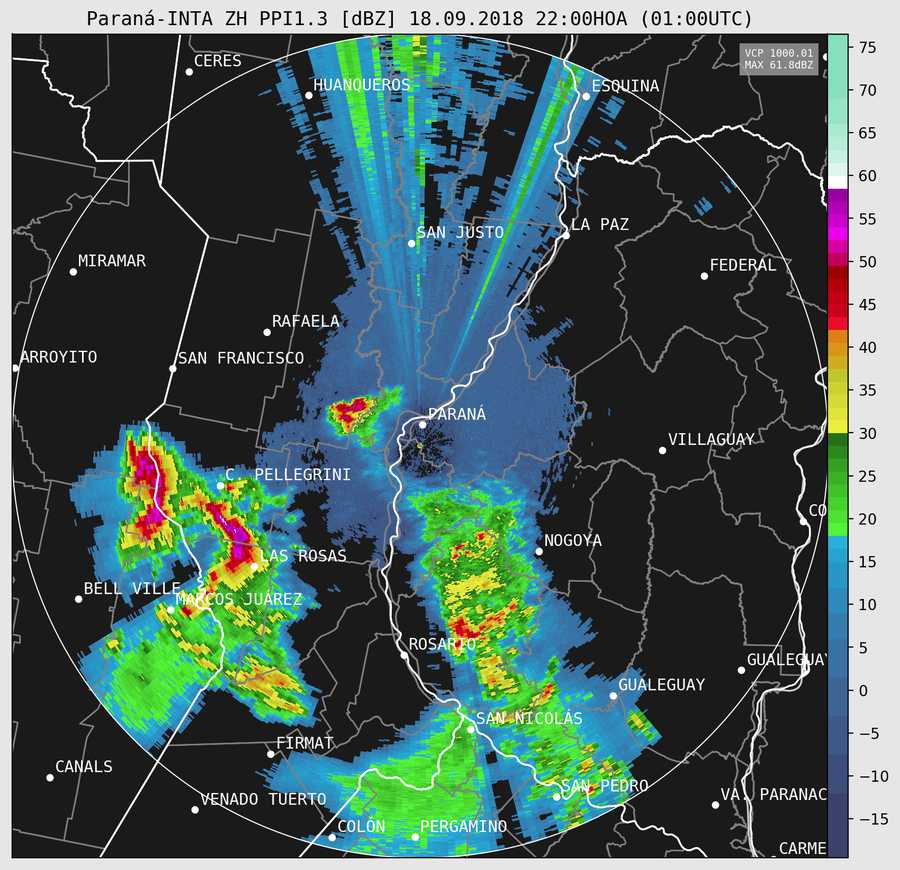 Paraná-INTA ZH PPI1.3 [dBZ] 18.09.2018 22:00HOA (01:00UTC)
VCP 1000.01
MAX 61.8dBZ
CERES
HUANQUEROS
ESQUINA
SAN JUSTO
LA PAZ
MIRAMAR
FEDERAL
RAFAELA
ARROYITO
SAN FRANCISCO
PARANÁ
VILLAGUAY
C. PELLEGRINI
CO
NOGOYA
LAS ROSAS
BELL VILLE
MARCOS JUÁREZ
ROSARIO
GUALEGUAY
GUALEGUAY
SAN NICOLÁS
FIRMAT
CANALS
SAN PEDRO
VENADO TUERTO
VA. PARANAC
COLÓN
PERGAMINO
CARME
75
70
65
60
55
50
45
40
35
30
25
20
15
10
5
0
−5
−10
−15